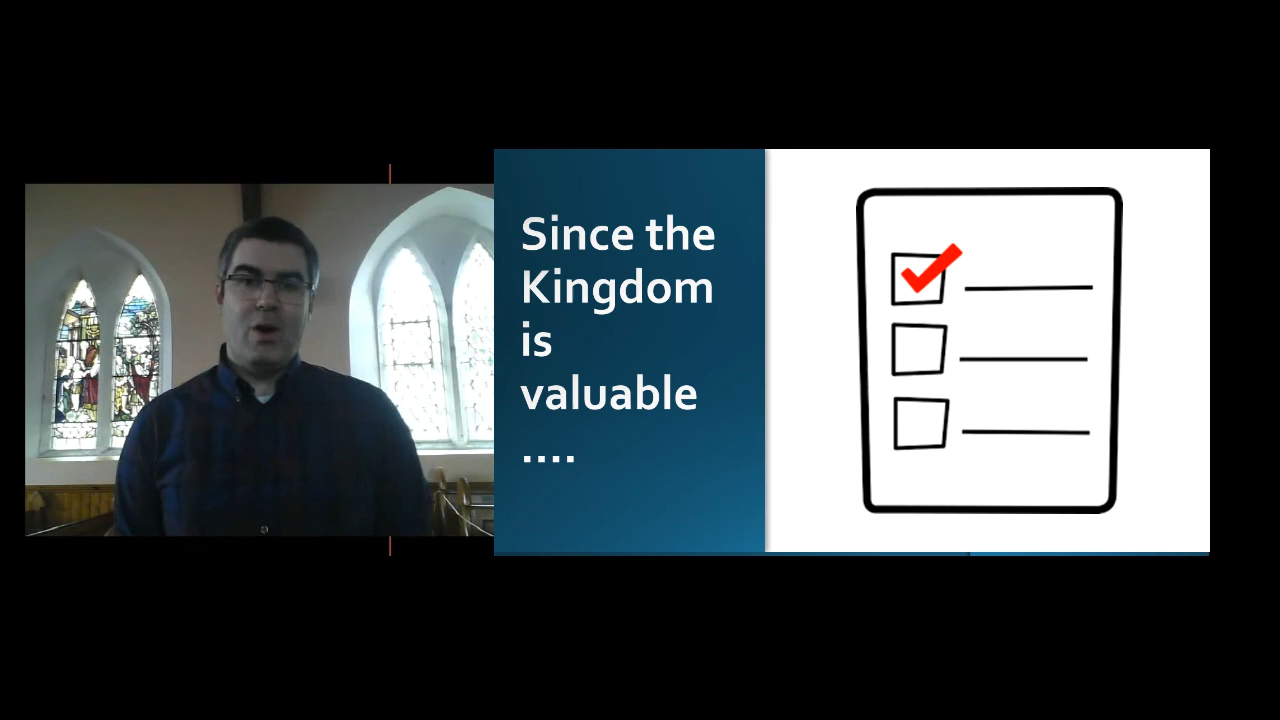 Since the
Kingdom
is
valuable
....